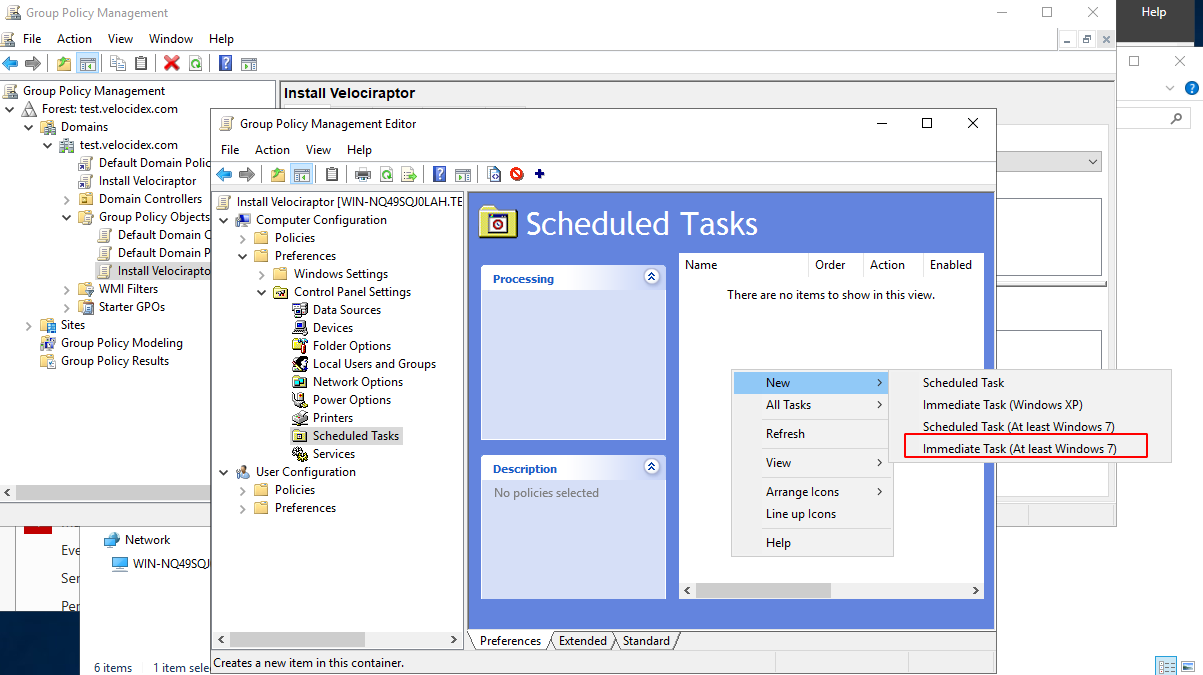 Group Policy Management
Help
File Action View Window Help
Group Policy Management
Forest: test.velocidex.com
Domains
test.velocidex.com
Default Domain Polic
Install Velociraptor
Domain Controllers
Group Policy Objects
Default Domain C
Default Domain P
Install Velocirapto
WMI Filters
Starter GPOs
Sites
Group Policy Modeling
Group Policy Results
Install Velociraptor
Group Policy Management Editor
File Action View Help
Install Velociraptor [WIN-NQ49SQJ0LAH.TE
Computer Configuration
Policies
Preferences
Windows Settings
Control Panel Settings
Data Sources
Devices
Folder Options
Local Users and Groups
Network Options
Power Options
Printers
Scheduled Tasks
Services
User Configuration
Policies
Preferences
Scheduled Tasks
Processing
Description
No policies selected
Name Order Action Enabled
There are no items to show in this view.
New
All Tasks
Refresh
View
Arrange Icons
Line up Icons
Help
Scheduled Task
Immediate Task (Windows XP)
Scheduled Task (At least Windows 7)
Immediate Task (At least Windows 7)
Preferences Extended Standard
Creates a new item in this container.
Eve
Ser
Per
Network
WIN-NQ49SQJ
6 items 1 item sele